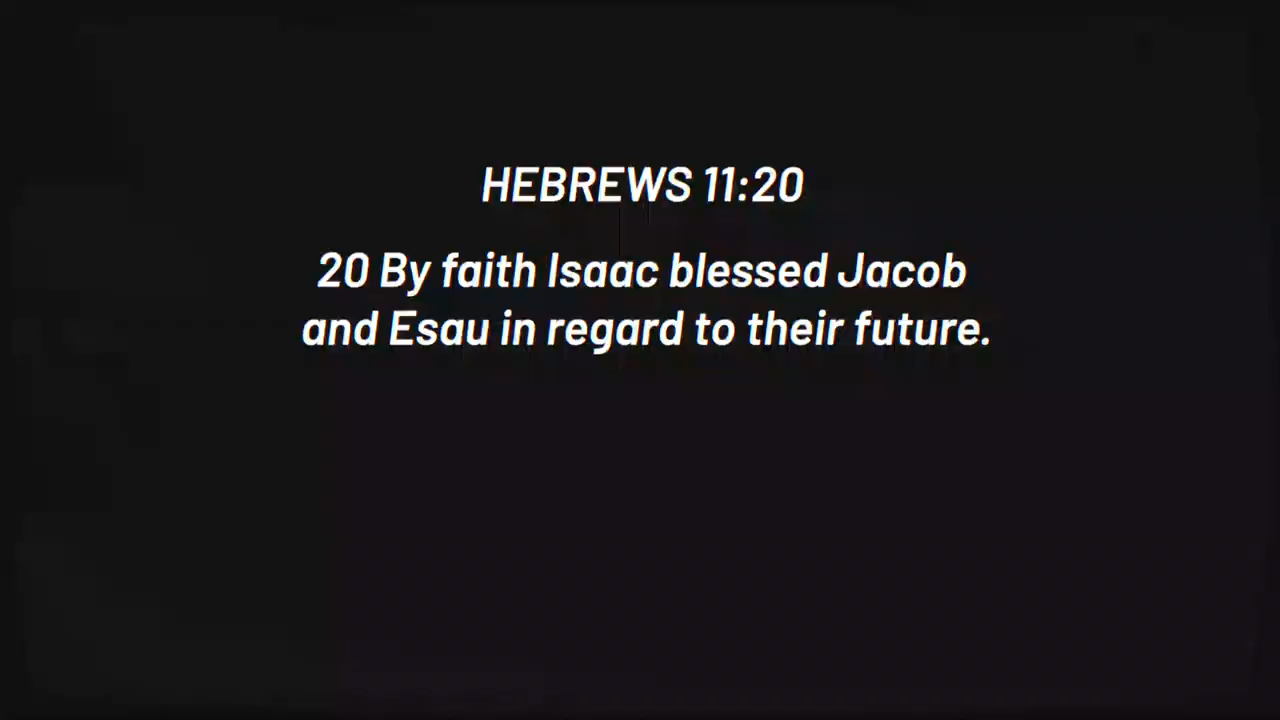 HEBREWS 11:20
20 By faith Isaac blessed Jacob
and Esau in regard to their future.